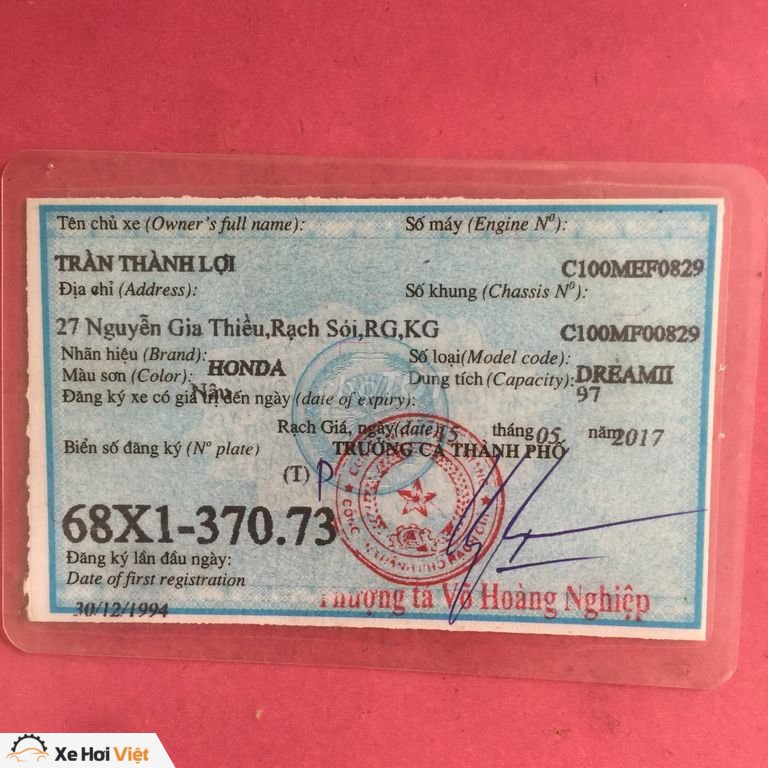 Tên chủ xe (Owner's full name):
Số máy (Engine Nº):
TRẦN THÀNH LỢI
C100MEF0829
Địa chỉ (Address):
Số khung (Chassis Nº):
27 Nguyễn Gia Thiều,Rạch Sỏi,RG,KG
C100MF00829
Nhãn hiệu (Brand): HONDA
Số loại(Model code): DREAMII
Màu sơn (Color): Nâu
Dung tích (Capacity): 97
Đăng ký xe có giá trị đến ngày (date of expiry):
Rạch Giá, ngày(date) 15 tháng 05 năm 2017
Biển số đăng ký (Nº plate)
TRƯỞNG CA THÀNH PHỐ
(T) P
68X1-370.73
Đăng ký lần đầu ngày:
Date of first registration
30/12/1994
Thượng tá Võ Hoàng Nghiệp
Xe Hơi Việt